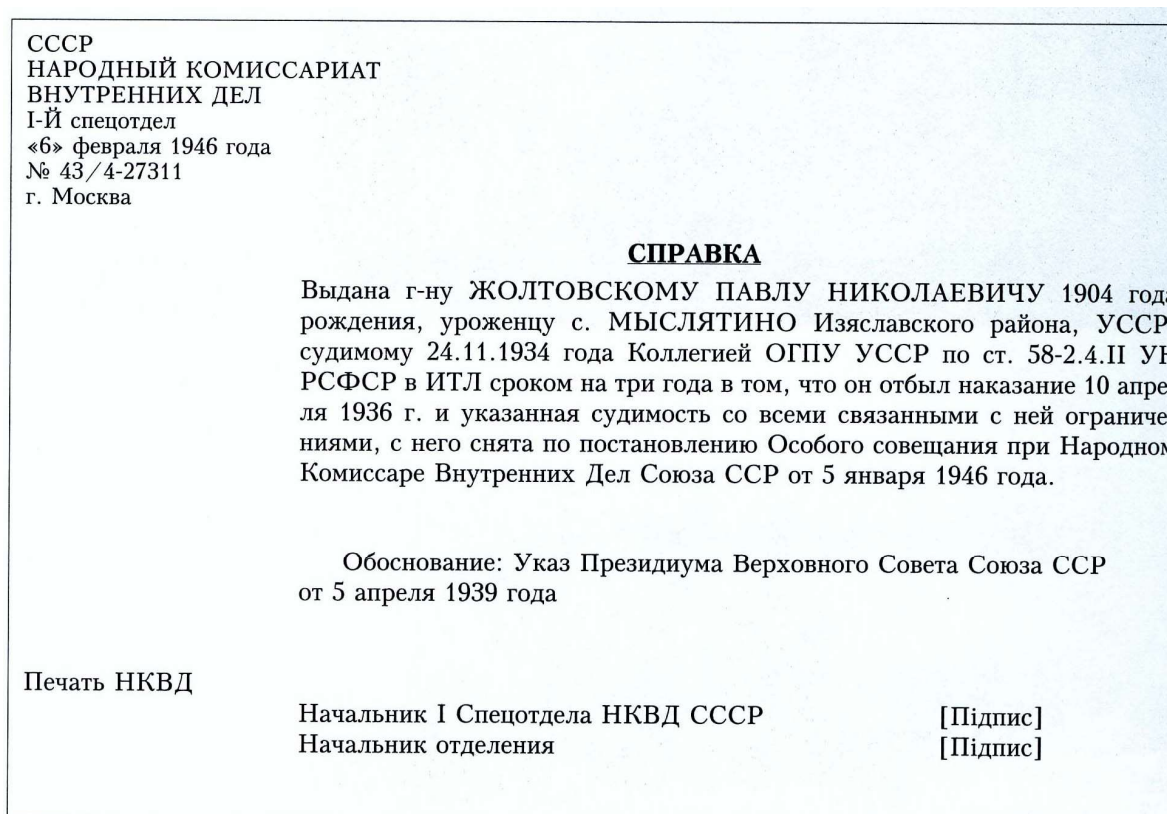 СССР
НАРОДНЫЙ КОМИССАРИАТ
ВНУТРЕННИХ ДЕЛ
I-Й спецотдел
«6» февраля 1946 года
№ 43/4-27311
г. Москва
СПРАВКА
Выдана г-ну ЖОЛТОВСКОМУ ПАВЛУ НИКОЛАЕВИЧУ 1904 года
рождения, уроженцу с. МЫСЛЯТИНО Изяславского района, УССР
судимому 24.11.1934 года Коллегией ОГПУ УССР по ст. 58-2.4.II УК
РСФСР в ИТЛ сроком на три года в том, что он отбыл наказание 10 апре
ля 1936 г. и указанная судимость со всеми связанными с ней ограниче
ниями, с него снята по постановлению Особого совещания при Народном
Комиссаре Внутренних Дел Союза ССР от 5 января 1946 года.
Обоснование: Указ Президиума Верховного Совета Союза ССР
от 5 апреля 1939 года
Печать НКВД
Начальник I Спецотдела НКВД СССР [Підпис]
Начальник отделения [Підпис]